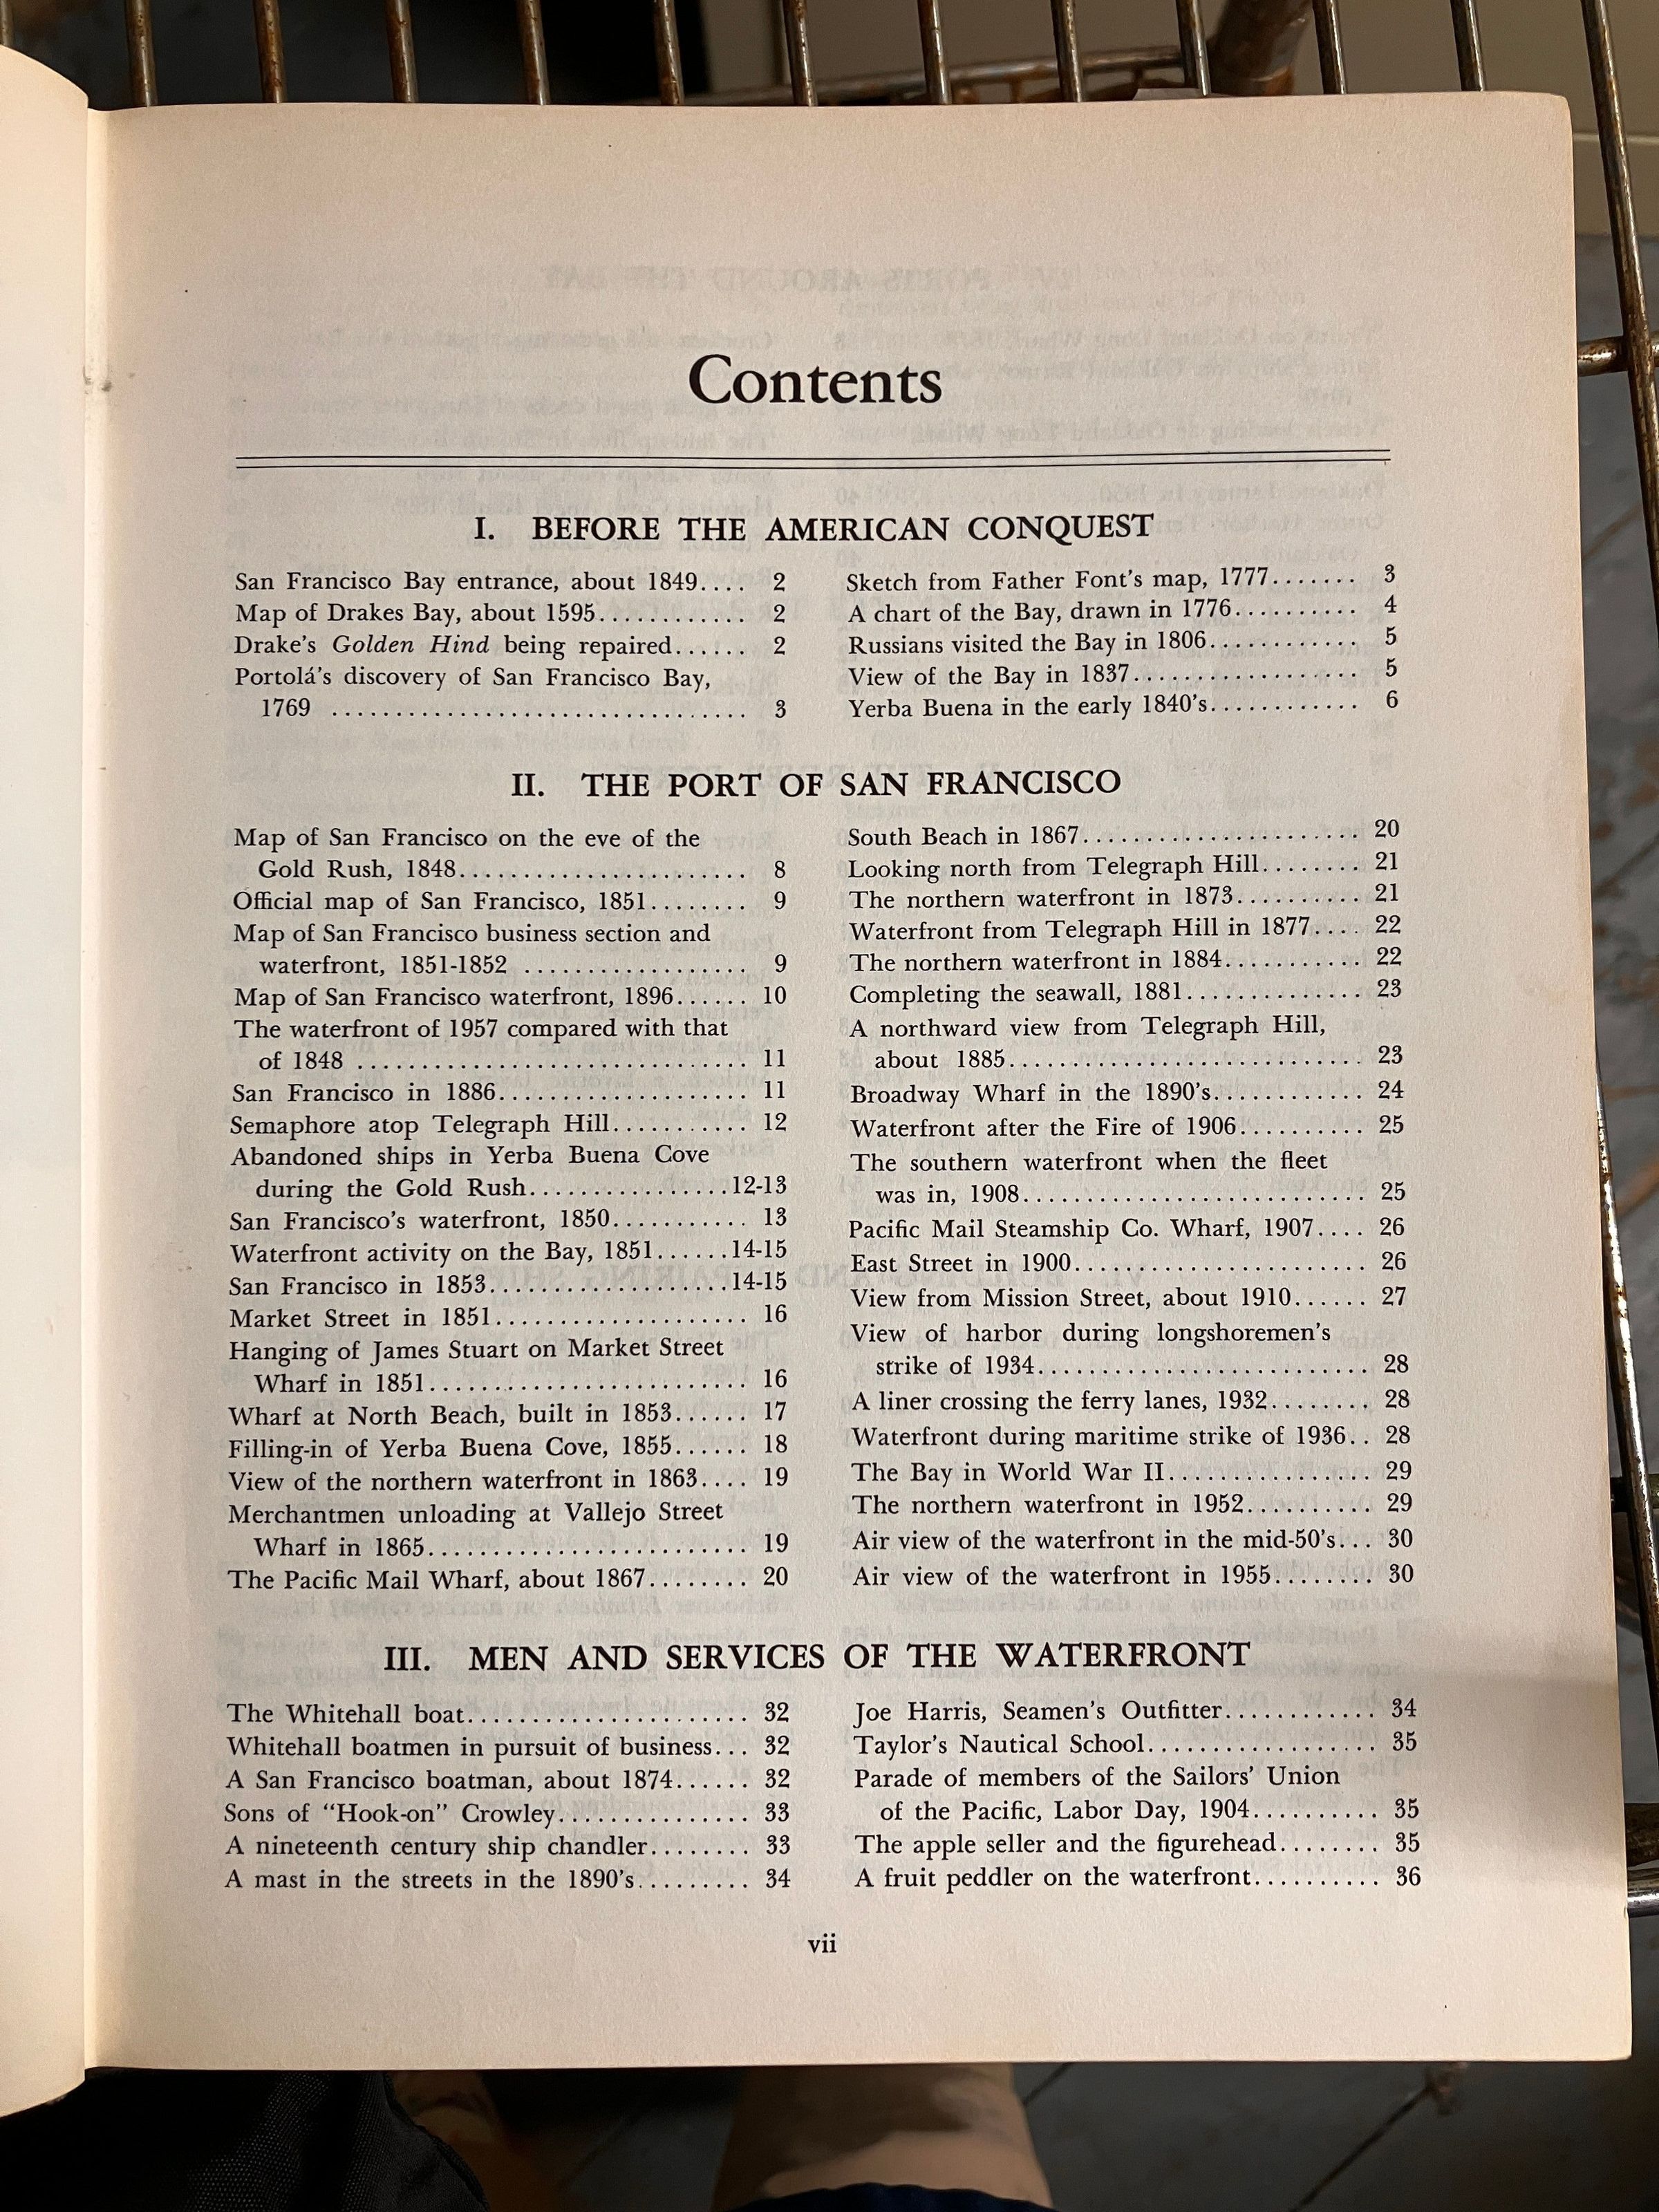 Contents
I. BEFORE THE AMERICAN CONQUEST
San Francisco Bay entrance, about 1849.... 2
Map of Drakes Bay, about 1595............ 2
Drake's Golden Hind being repaired...... 2
Portolá's discovery of San Francisco Bay,
1769 ................................. 3
Sketch from Father Font's map, 1777....... 3
A chart of the Bay, drawn in 1776.......... 4
Russians visited the Bay in 1806............ 5
View of the Bay in 1837.................. 5
Yerba Buena in the early 1840's............ 6
II. THE PORT OF SAN FRANCISCO
Map of San Francisco on the eve of the
Gold Rush, 1848....................... 8
Official map of San Francisco, 1851........ 9
Map of San Francisco business section and
waterfront, 1851-1852 .................. 9
Map of San Francisco waterfront, 1896...... 10
The waterfront of 1957 compared with that
of 1848 ............................... 11
San Francisco in 1886.................... 11
Semaphore atop Telegraph Hill........... 12
Abandoned ships in Yerba Buena Cove
during the Gold Rush................12-13
San Francisco's waterfront, 1850........... 13
Waterfront activity on the Bay, 1851......14-15
San Francisco in 1853...................14-15
Market Street in 1851.................... 16
Hanging of James Stuart on Market Street
Wharf in 1851......................... 16
Wharf at North Beach, built in 1853...... 17
Filling-in of Yerba Buena Cove, 1855...... 18
View of the northern waterfront in 1863.... 19
Merchantmen unloading at Vallejo Street
Wharf in 1865......................... 19
The Pacific Mail Wharf, about 1867........ 20
South Beach in 1867...................... 20
Looking north from Telegraph Hill........ 21
The northern waterfront in 1873.......... 21
Waterfront from Telegraph Hill in 1877.... 22
The northern waterfront in 1884........... 22
Completing the seawall, 1881.............. 23
A northward view from Telegraph Hill,
about 1885............................ 23
Broadway Wharf in the 1890's............ 24
Waterfront after the Fire of 1906.......... 25
The southern waterfront when the fleet
was in, 1908........................... 25
Pacific Mail Steamship Co. Wharf, 1907.... 26
East Street in 1900....................... 26
View from Mission Street, about 1910...... 27
View of harbor during longshoremen's
strike of 1934.......................... 28
A liner crossing the ferry lanes, 1932........ 28
Waterfront during maritime strike of 1936.. 28
The Bay in World War II................ 29
The northern waterfront in 1952.......... 29
Air view of the waterfront in the mid-50's... 30
Air view of the waterfront in 1955........ 30
III. MEN AND SERVICES OF THE WATERFRONT
The Whitehall boat...................... 32
Whitehall boatmen in pursuit of business... 32
A San Francisco boatman, about 1874...... 32
Sons of "Hook-on" Crowley............... 33
A nineteenth century ship chandler........ 33
A mast in the streets in the 1890's......... 34
Joe Harris, Seamen's Outfitter............ 34
Taylor's Nautical School.................. 35
Parade of members of the Sailors' Union
of the Pacific, Labor Day, 1904.......... 35
The apple seller and the figurehead........ 35
A fruit peddler on the waterfront.......... 36
vii